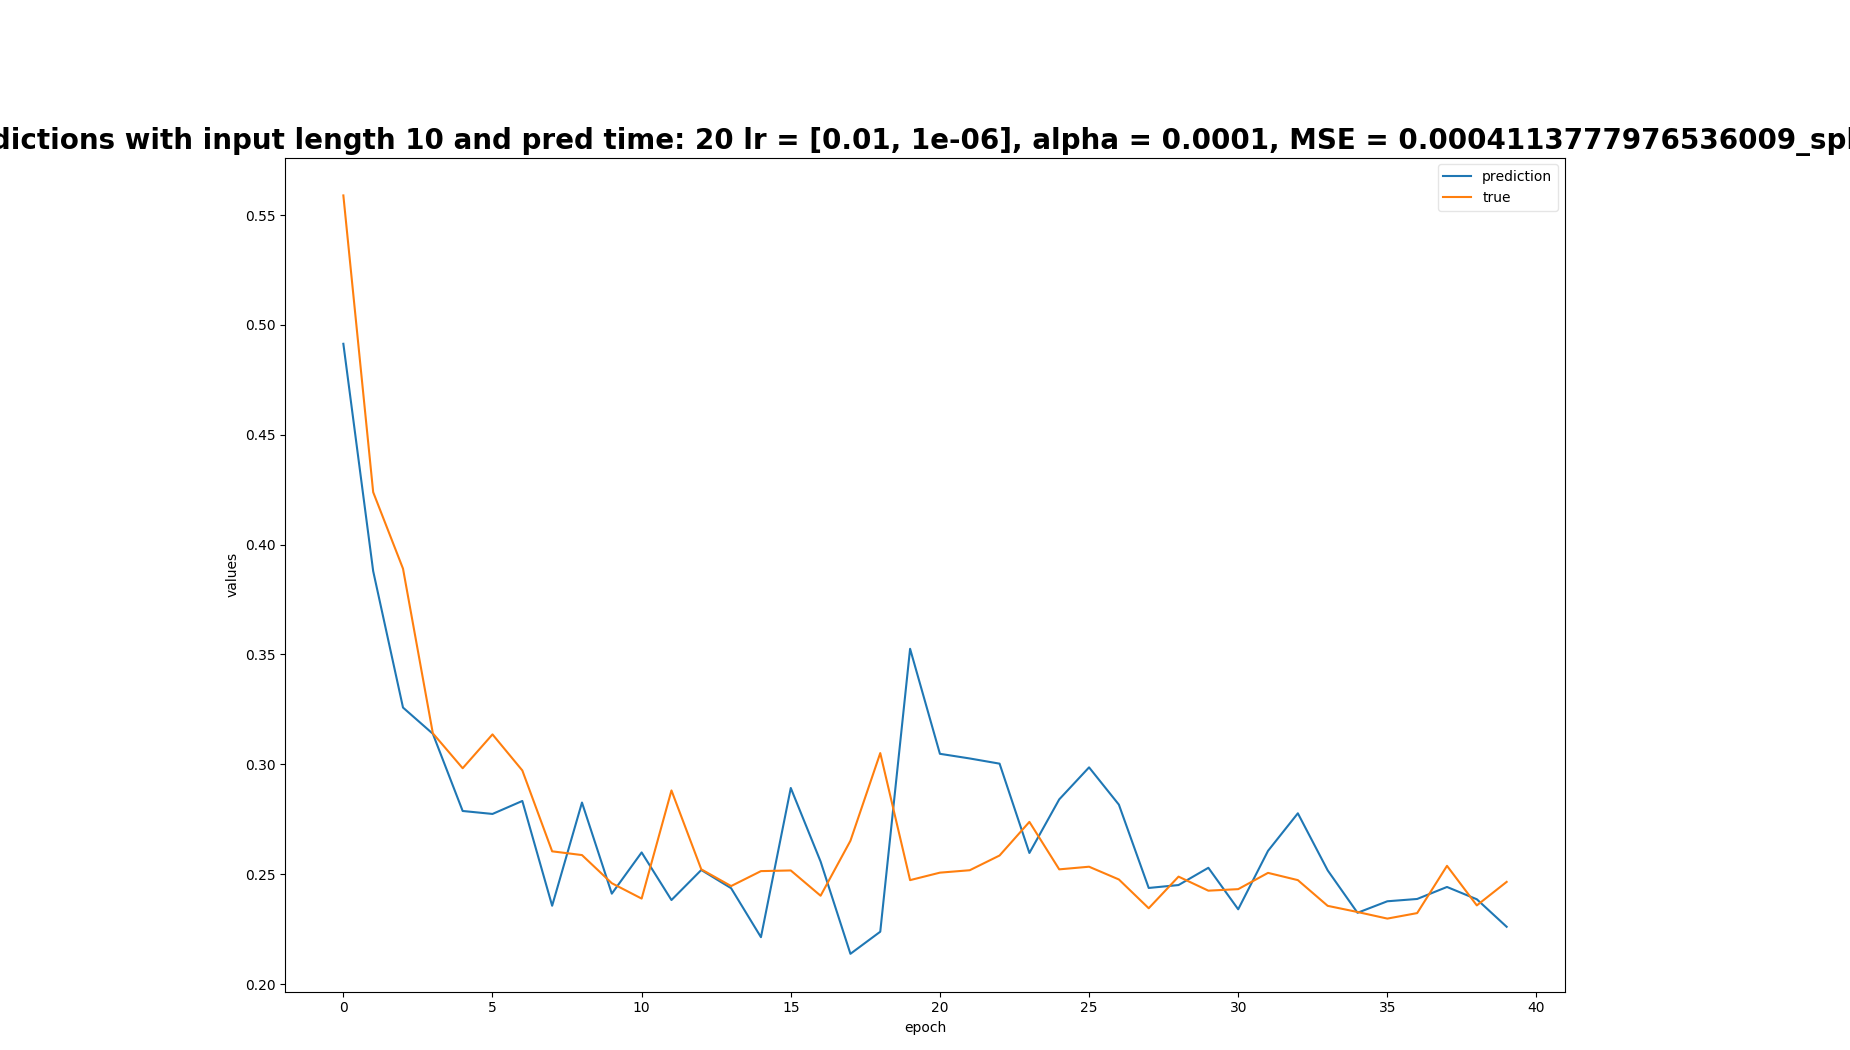 dictions with input length 10 and pred time: 20 lr = [0.01, 1e-06], alpha = 0.0001, MSE = 0.0004113777976536009_spl
prediction
true
0.55
0.50
0.45
0.40
0.35
0.30
0.25
0.20
values
0 5 10 15 20 25 30 35 40
epoch